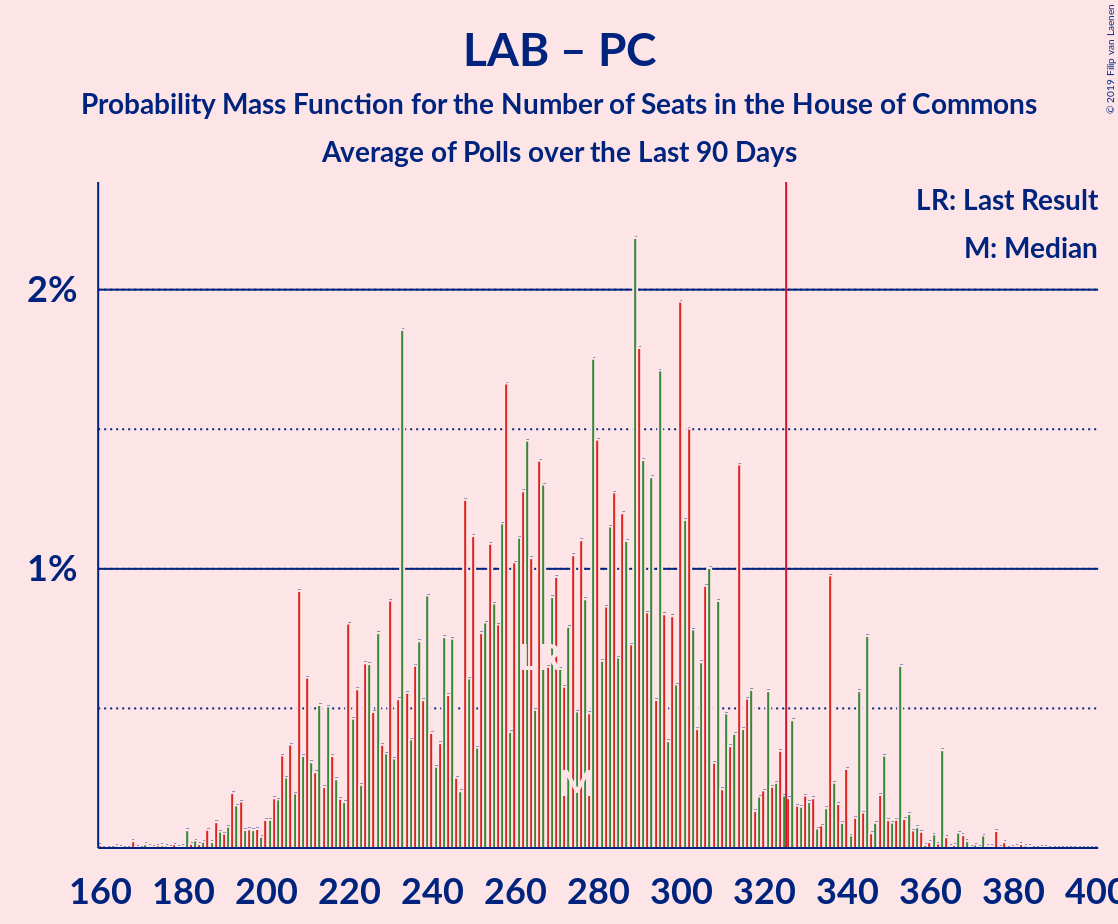 LAB – PC
Probability Mass Function for the Number of Seats in the House of Commons
Average of Polls over the Last 90 Days
© 2019 Filip van Laenen
LR: Last Result
M: Median
2%
1%
LR
M
160 180 200 220 240 260 280 300 320 340 360 380 400